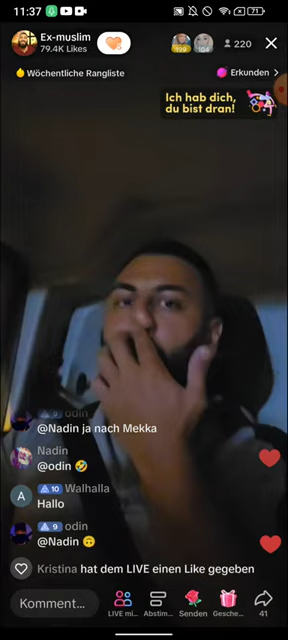 11:37
71
Ex-muslim
79.4K Likes
199
104
220
Wöchentliche Rangliste
Erkunden
Ich hab dich,
du bist dran!
odin
@Nadin ja nach Mekka
Nadin
@odin 🤣
A
10 Walhalla
Hallo
9 odin
@Nadin 🙃
Kristina hat dem LIVE einen Like gegeben
Komment...
LIVE mi...
Abstim...
Senden
Gesche...
41